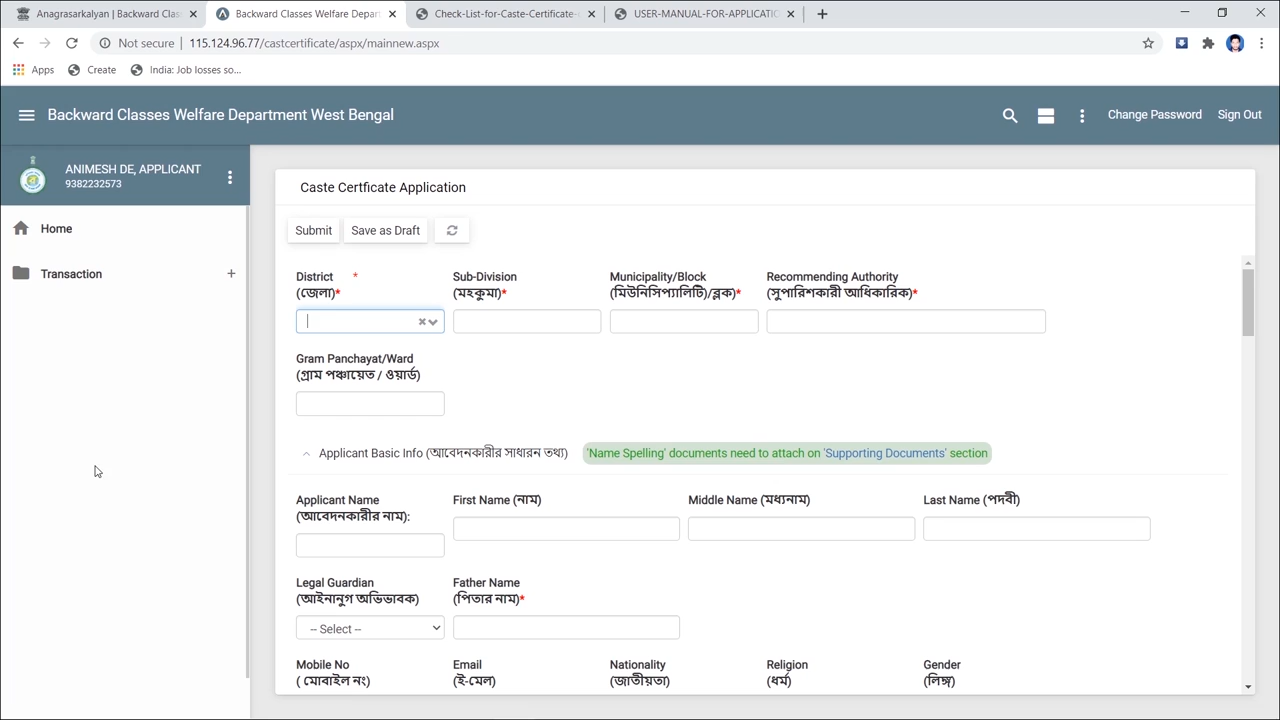 Anagrasarkalyan | Backward Class
Backward Classes Welfare Depart
Check-List-for-Caste-Certificate-
USER-MANUAL-FOR-APPLICATIO
Not secure | 115.124.96.77/castcertificate/aspx/mainnew.aspx
Apps Create India: Job losses so...
Backward Classes Welfare Department West Bengal
Change Password Sign Out
ANIMESH DE, APPLICANT
9382232573
Home
Transaction +
Caste Certficate Application
Submit Save as Draft
District * Sub-Division Municipality/Block Recommending Authority
(জেলা)* (মহকুমা)* (মিউনিসিপ্যালিটি)/ব্লক)* (সুপারিশকারী আধিকারিক)*
Gram Panchayat/Ward
(গ্রাম পঞ্চায়েত / ওয়ার্ড)
Applicant Basic Info (আবেদনকারীর সাধারন তথ্য) 'Name Spelling' documents need to attach on 'Supporting Documents' section
Applicant Name First Name (নাম) Middle Name (মধ্যনাম) Last Name (পদবী)
(আবেদনকারীর নাম):
Legal Guardian Father Name
(আইনানুগ অভিভাবক) (পিতার নাম)*
-- Select --
Mobile No Email Nationality Religion Gender
( মোবাইল নং) (ই-মেল) (জাতীয়তা) (ধর্ম) (লিঙ্গ)